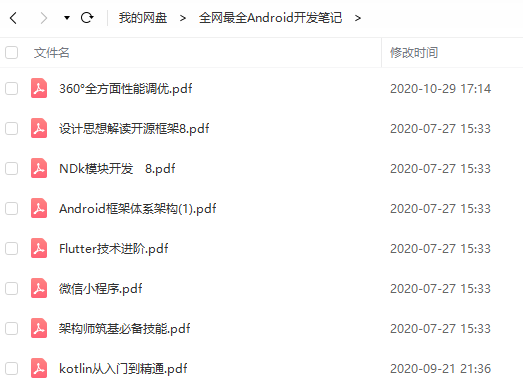 我的网盘 > 全网最全Android开发笔记 >
文件名 修改时间
360°全方面性能调优.pdf 2020-10-29 17:14
设计思想解读开源框架8.pdf 2020-07-27 15:33
NDk模块开发　8.pdf 2020-07-27 15:33
Android框架体系架构(1).pdf 2020-07-27 15:33
Flutter技术进阶.pdf 2020-07-27 15:33
微信小程序.pdf 2020-07-27 15:33
架构师筑基必备技能.pdf 2020-07-27 15:33
kotlin从入门到精通.pdf 2020-09-21 21:36